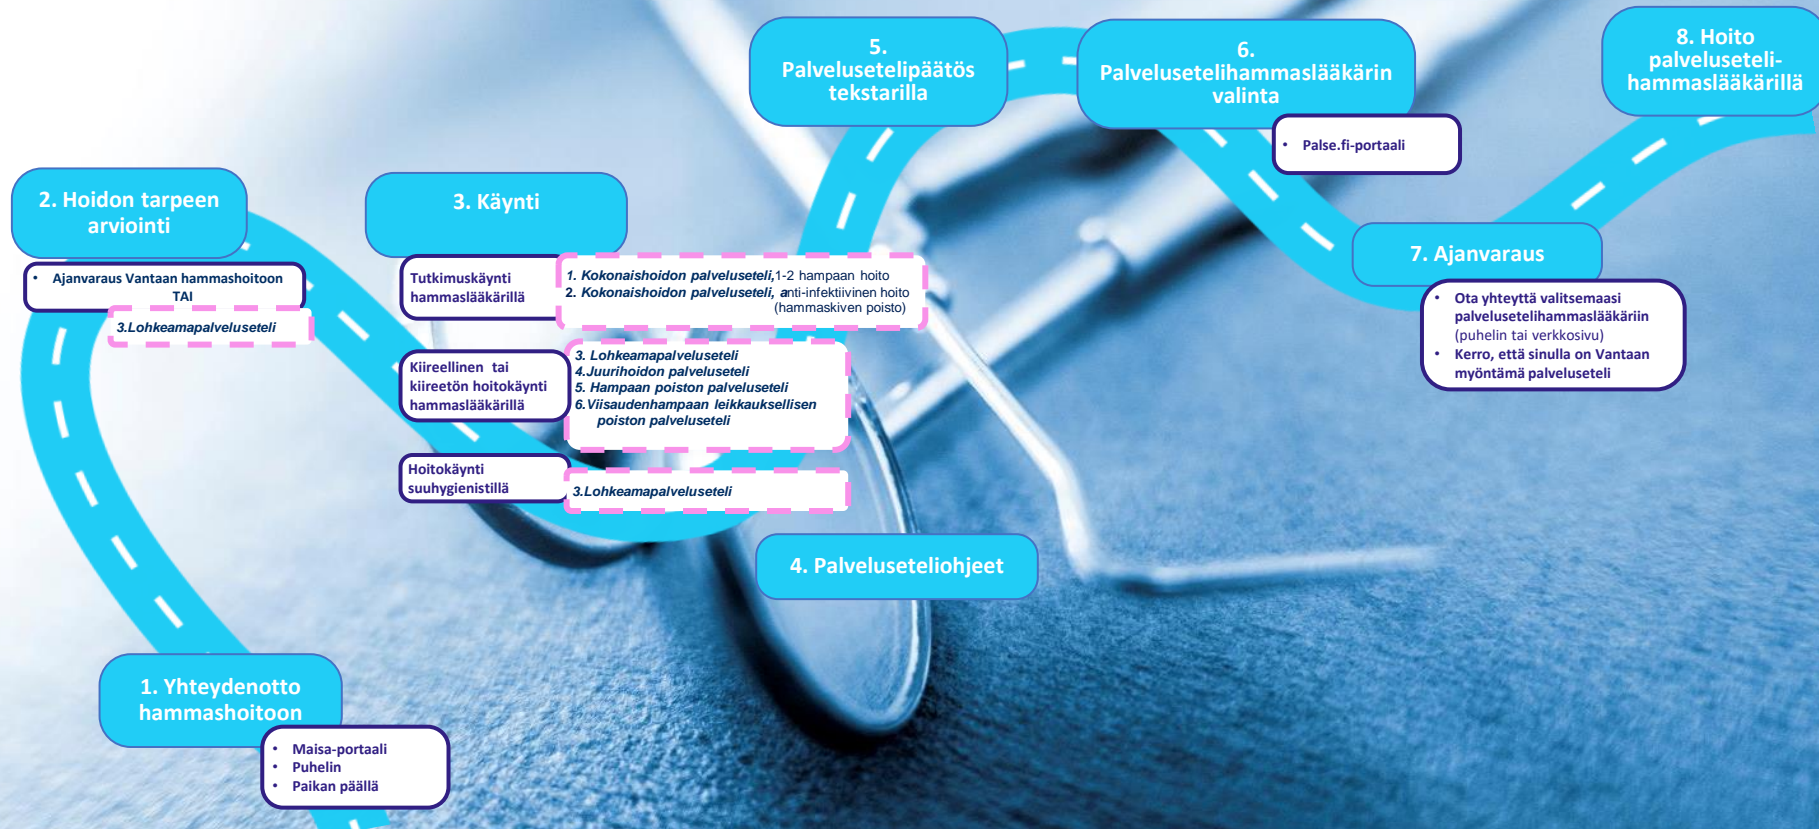 1. Yhteydenotto
hammashoitoon
• Maisa-portaali
• Puhelin
• Paikan päällä
2. Hoidon tarpeen
arviointi
• Ajanvaraus Vantaan hammashoitoon
TAI
3.Lohkeamapalveluseteli
3. Käynti
Tutkimuskäynti
hammaslääkärillä
1. Kokonaishoidon palveluseteli,1-2 hampaan hoito
2. Kokonaishoidon palveluseteli, anti-infektiivinen hoito
(hammaskiven poisto)
Kiireellinen tai
kiireetön hoitokäynti
hammaslääkärillä
3. Lohkeamapalveluseteli
4.Juurihoidon palveluseteli
5. Hampaan poiston palveluseteli
6.Viisaudenhampaan leikkauksellisen
poiston palveluseteli
Hoitokäynti
suuhygienistillä
3.Lohkeamapalveluseteli
4. Palveluseteliohjeet
5.
Palvelusetelipäätös
tekstarilla
6.
Palvelusetelihammaslääkärin
valinta
• Palse.fi-portaali
7. Ajanvaraus
• Ota yhteyttä valitsemaasi
palvelusetelihammaslääkäriin
(puhelin tai verkkosivu)
• Kerro, että sinulla on Vantaan
myöntämä palveluseteli
8. Hoito
palveluseteli-
hammaslääkärillä